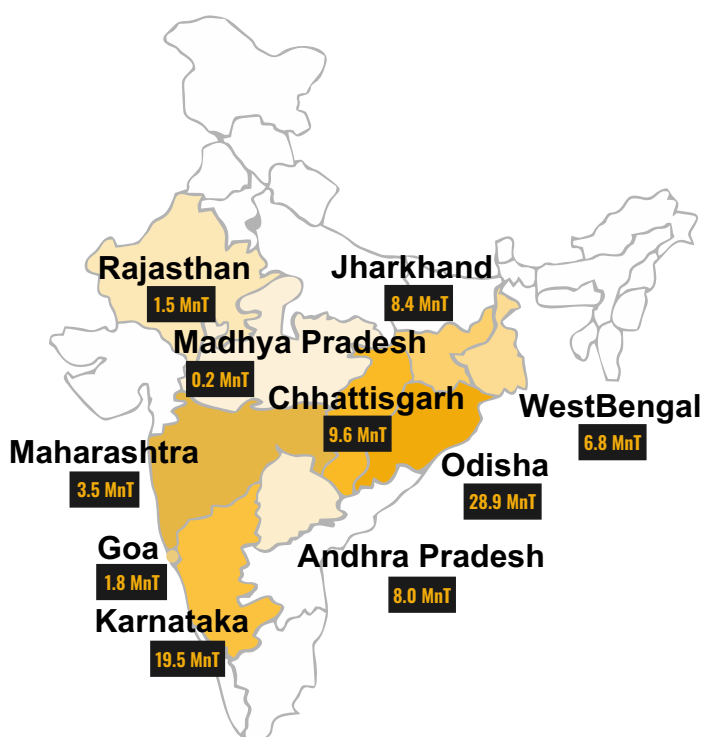 Rajasthan
1.5 MnT
Jharkhand
8.4 MnT
Madhya Pradesh
0.2 MnT
Chhattisgarh
9.6 MnT
WestBengal
6.8 MnT
Maharashtra
3.5 MnT
Odisha
28.9 MnT
Goa
1.8 MnT
Andhra Pradesh
8.0 MnT
Karnataka
19.5 MnT